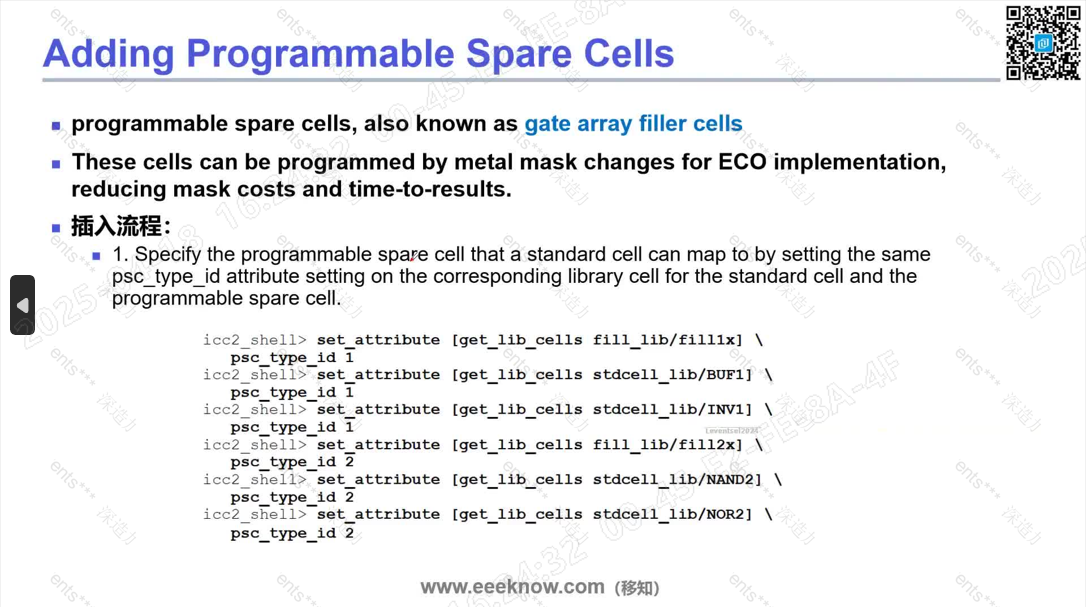 Adding Programmable Spare Cells
programmable spare cells, also known as gate array filler cells
These cells can be programmed by metal mask changes for ECO implementation,
reducing mask costs and time-to-results.
插入流程：
1. Specify the programmable spare cell that a standard cell can map to by setting the same
psc_type_id attribute setting on the corresponding library cell for the standard cell and the
programmable spare cell.
icc2_shell> set_attribute [get_lib_cells fill_lib/fill1x] \
psc_type_id 1
icc2_shell> set_attribute [get_lib_cells stdcell_lib/BUF1] \
psc_type_id 1
icc2_shell> set_attribute [get_lib_cells stdcell_lib/INV1] \
psc_type_id 1
icc2_shell> set_attribute [get_lib_cells fill_lib/fill2x] \
psc_type_id 2
icc2_shell> set_attribute [get_lib_cells stdcell_lib/NAND2] \
psc_type_id 2
icc2_shell> set_attribute [get_lib_cells stdcell_lib/NOR2] \
psc_type_id 2
www.eeeknow.com（移知）